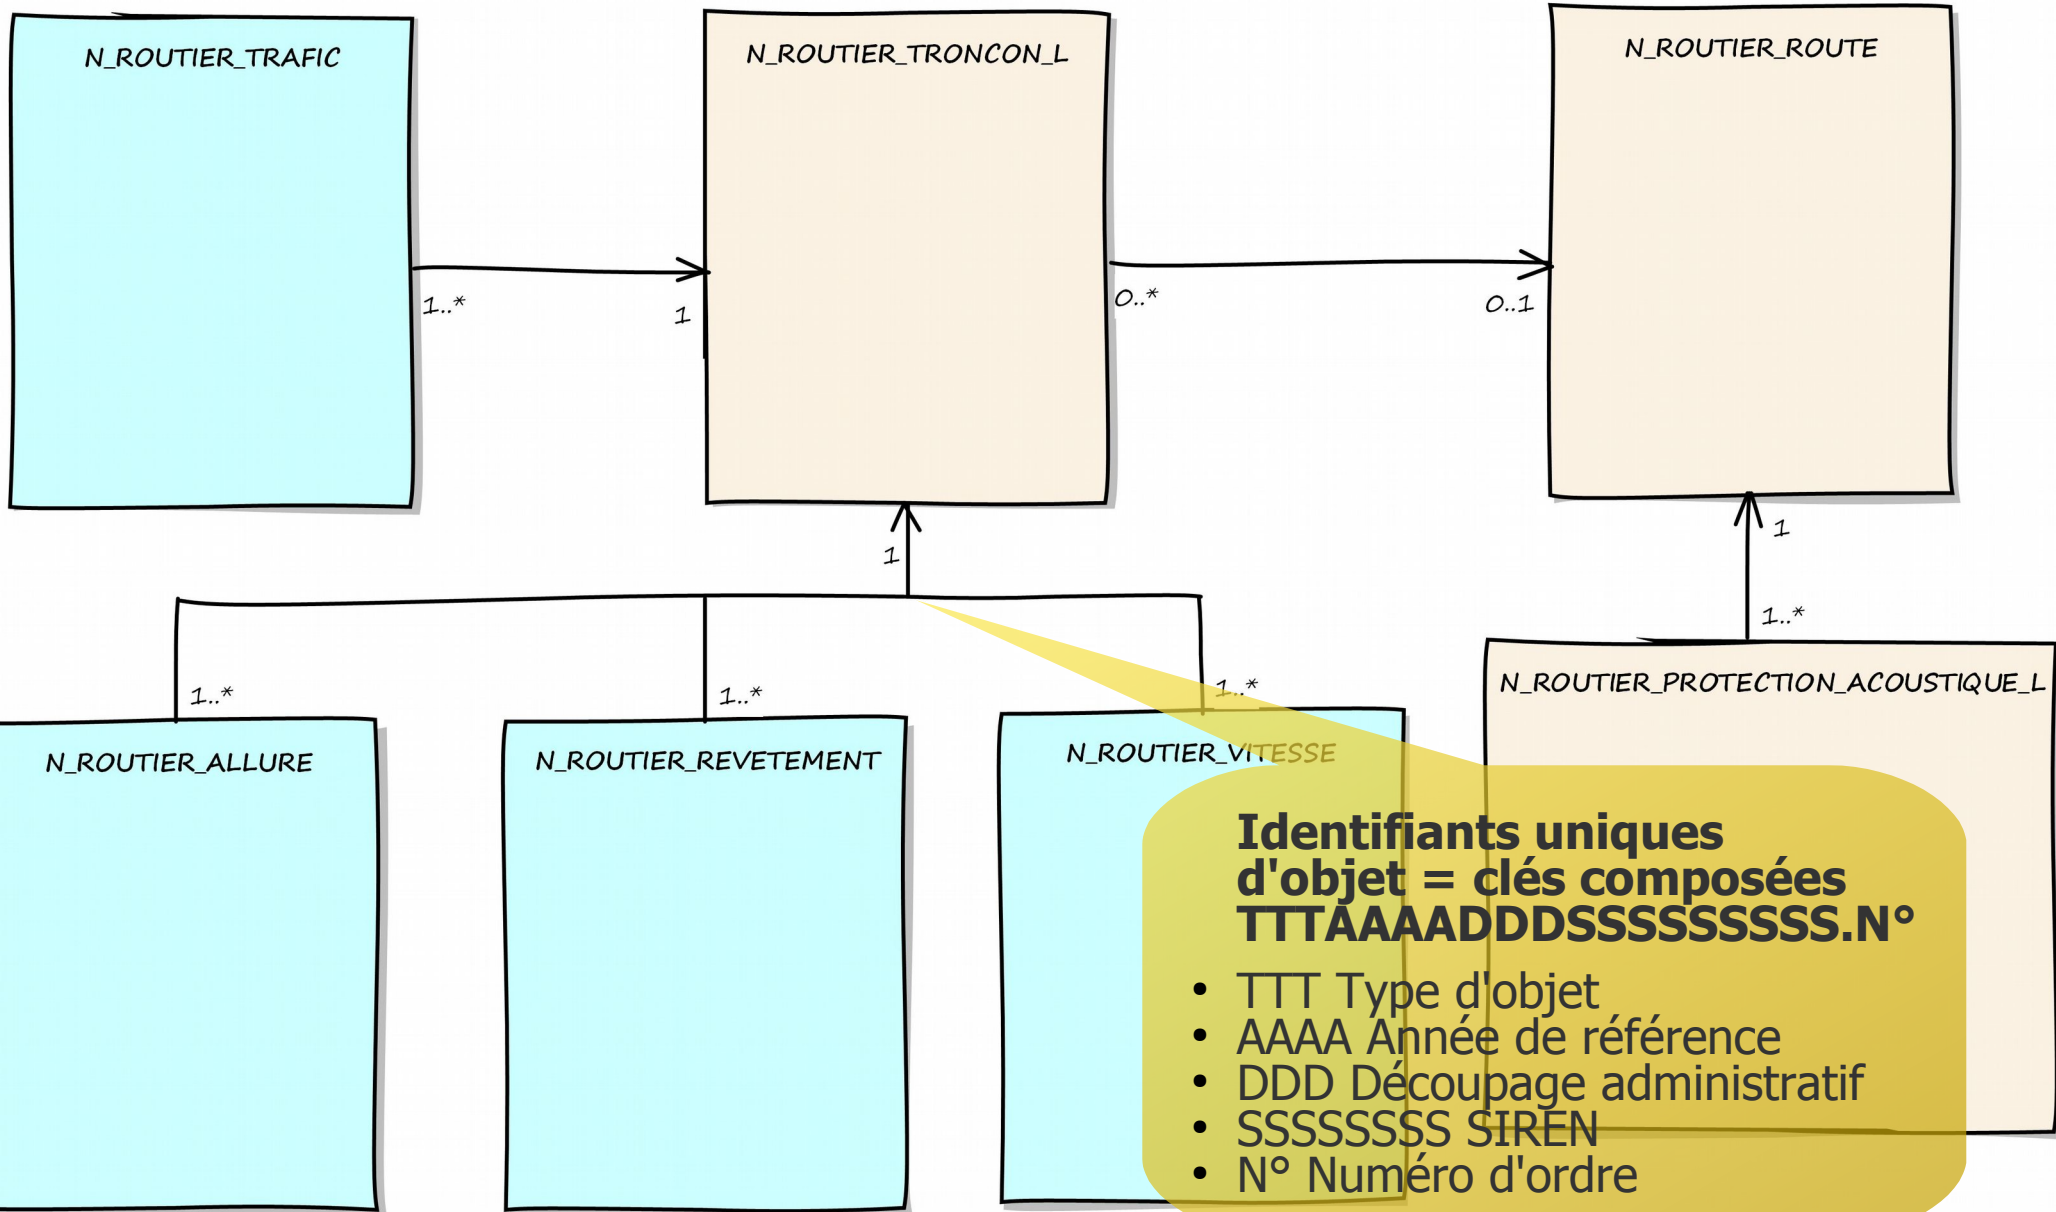 N_ROUTIER_TRAFIC
N_ROUTIER_TRONCON_L
N_ROUTIER_ROUTE
1..*
1
0..*
0..1
1
1
1..*
1..*
1..*
1..*
N_ROUTIER_PROTECTION_ACOUSTIQUE_L
N_ROUTIER_ALLURE
N_ROUTIER_REVETEMENT
N_ROUTIER_VITESSE
Identifiants uniques
d'objet = clés composées
TTTAAAADDDSSSSSSSSS.N°
• TTT Type d'objet
• AAAA Année de référence
• DDD Découpage administratif
• SSSSSSSS SIREN
• N° Numéro d'ordre